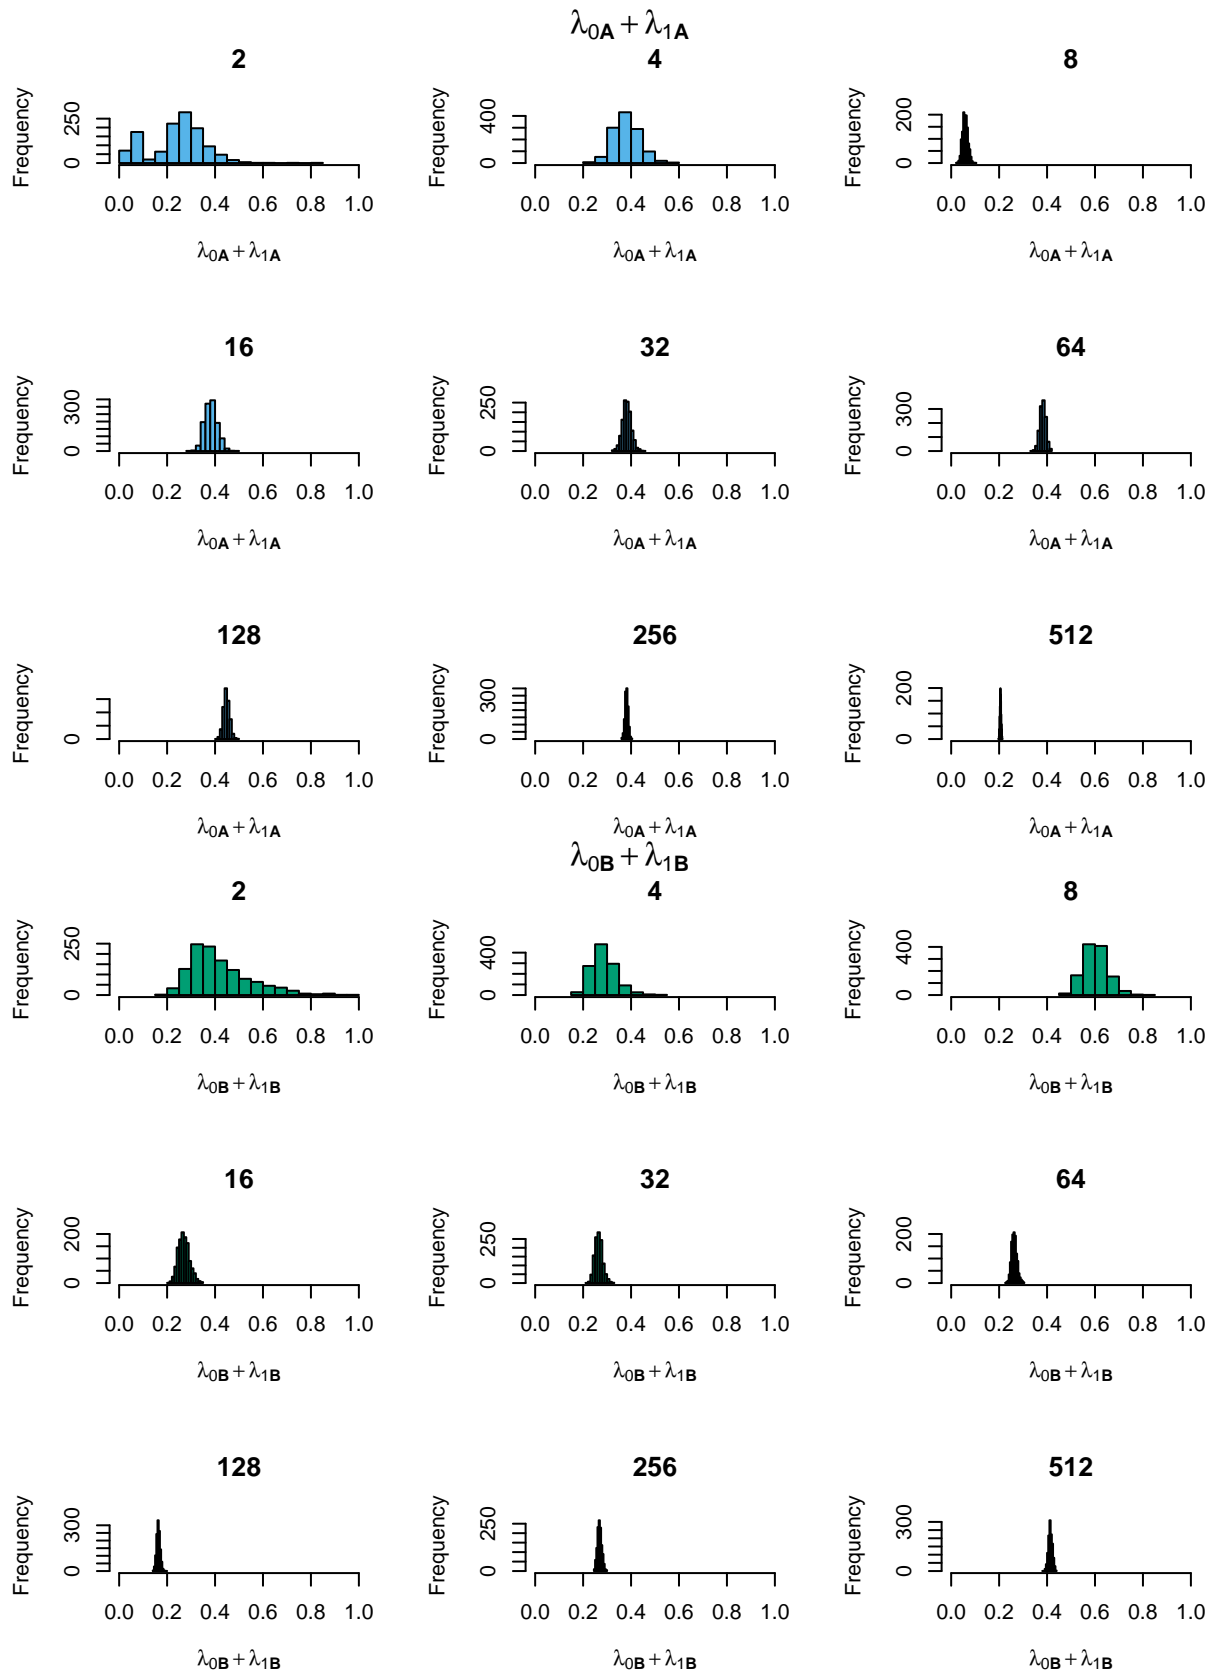 λ0A + λ1A
2 4 8
Frequency 0 250 Frequency 0 400 Frequency 0 200
0.0 0.2 0.4 0.6 0.8 1.0 0.0 0.2 0.4 0.6 0.8 1.0 0.0 0.2 0.4 0.6 0.8 1.0
λ0A + λ1A λ0A + λ1A λ0A + λ1A
16 32 64
Frequency 0 300 Frequency 0 250 Frequency 0 300
0.0 0.2 0.4 0.6 0.8 1.0 0.0 0.2 0.4 0.6 0.8 1.0 0.0 0.2 0.4 0.6 0.8 1.0
λ0A + λ1A λ0A + λ1A λ0A + λ1A
128 256 512
Frequency 0 Frequency 0 300 Frequency 0 200
0.0 0.2 0.4 0.6 0.8 1.0 0.0 0.2 0.4 0.6 0.8 1.0 0.0 0.2 0.4 0.6 0.8 1.0
λ0A + λ1A λ0A + λ1A λ0A + λ1A
λ0B + λ1B
2 4 8
Frequency 0 250 Frequency 0 400 Frequency 0 400
0.0 0.2 0.4 0.6 0.8 1.0 0.0 0.2 0.4 0.6 0.8 1.0 0.0 0.2 0.4 0.6 0.8 1.0
λ0B + λ1B λ0B + λ1B λ0B + λ1B
16 32 64
Frequency 0 200 Frequency 0 250 Frequency 0 200
0.0 0.2 0.4 0.6 0.8 1.0 0.0 0.2 0.4 0.6 0.8 1.0 0.0 0.2 0.4 0.6 0.8 1.0
λ0B + λ1B λ0B + λ1B λ0B + λ1B
128 256 512
Frequency 0 300 Frequency 0 250 Frequency 0 300
0.0 0.2 0.4 0.6 0.8 1.0 0.0 0.2 0.4 0.6 0.8 1.0 0.0 0.2 0.4 0.6 0.8 1.0
λ0B + λ1B λ0B + λ1B λ0B + λ1B